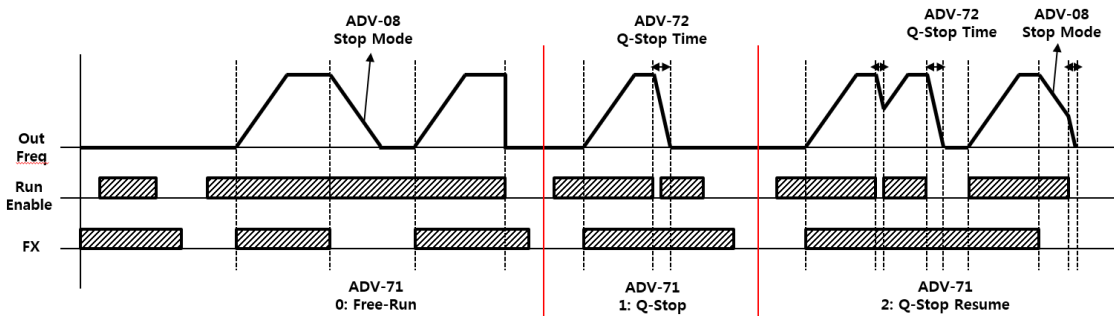 ADV-08
Stop Mode
ADV-72
Q-Stop Time
ADV-72
Q-Stop Time
ADV-08
Stop Mode
Out
Freq
Run
Enable
FX
ADV-71
0: Free-Run
ADV-71
1: Q-Stop
ADV-71
2: Q-Stop Resume